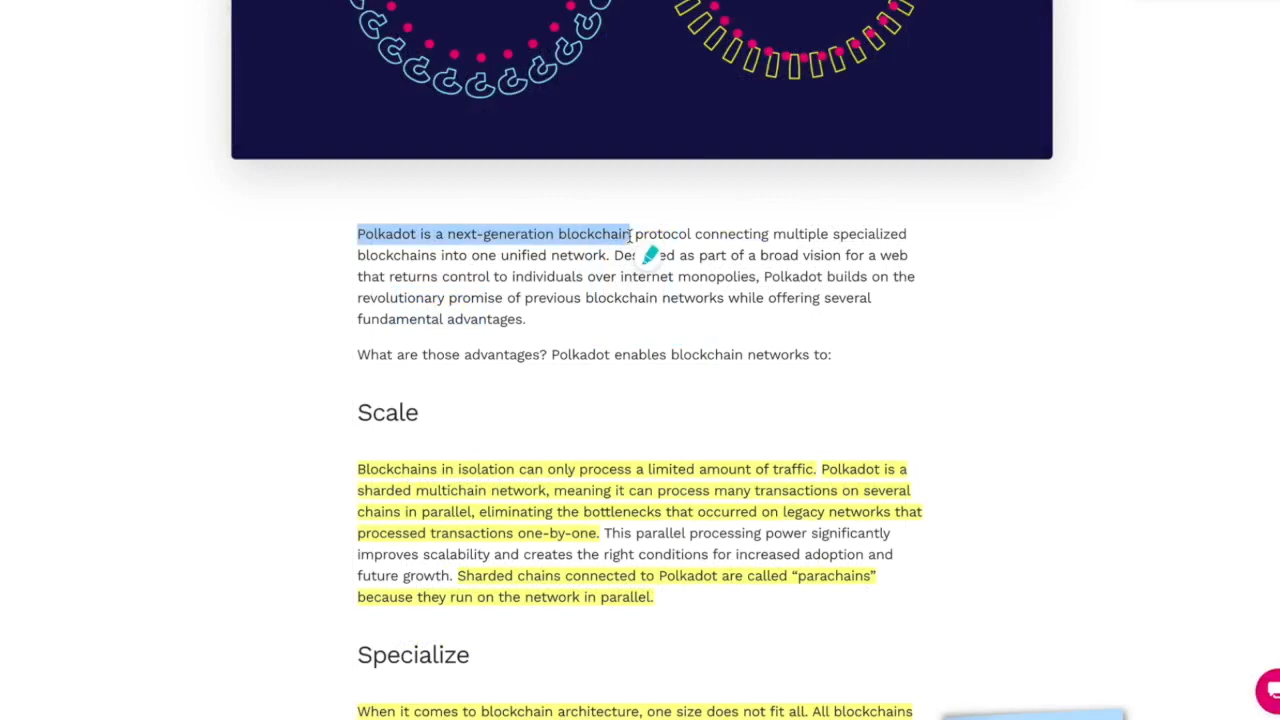 Polkadot is a next-generation blockchain protocol connecting multiple specialized
blockchains into one unified network. as part of a broad vision for a web
that returns control to individuals over internet monopolies, Polkadot builds on the
revolutionary promise of previous blockchain networks while offering several
fundamental advantages.
What are those advantages? Polkadot enables blockchain networks to:
Scale
Blockchains in isolation can only process a limited amount of traffic. Polkadot is a
sharded multichain network, meaning it can process many transactions on several
chains in parallel, eliminating the bottlenecks that occurred on legacy networks that
processed transactions one-by-one. This parallel processing power significantly
improves scalability and creates the right conditions for increased adoption and
future growth. Sharded chains connected to Polkadot are called “parachains”
because they run on the network in parallel.
Specialize
When it comes to blockchain architecture, one size does not fit all. All blockchains